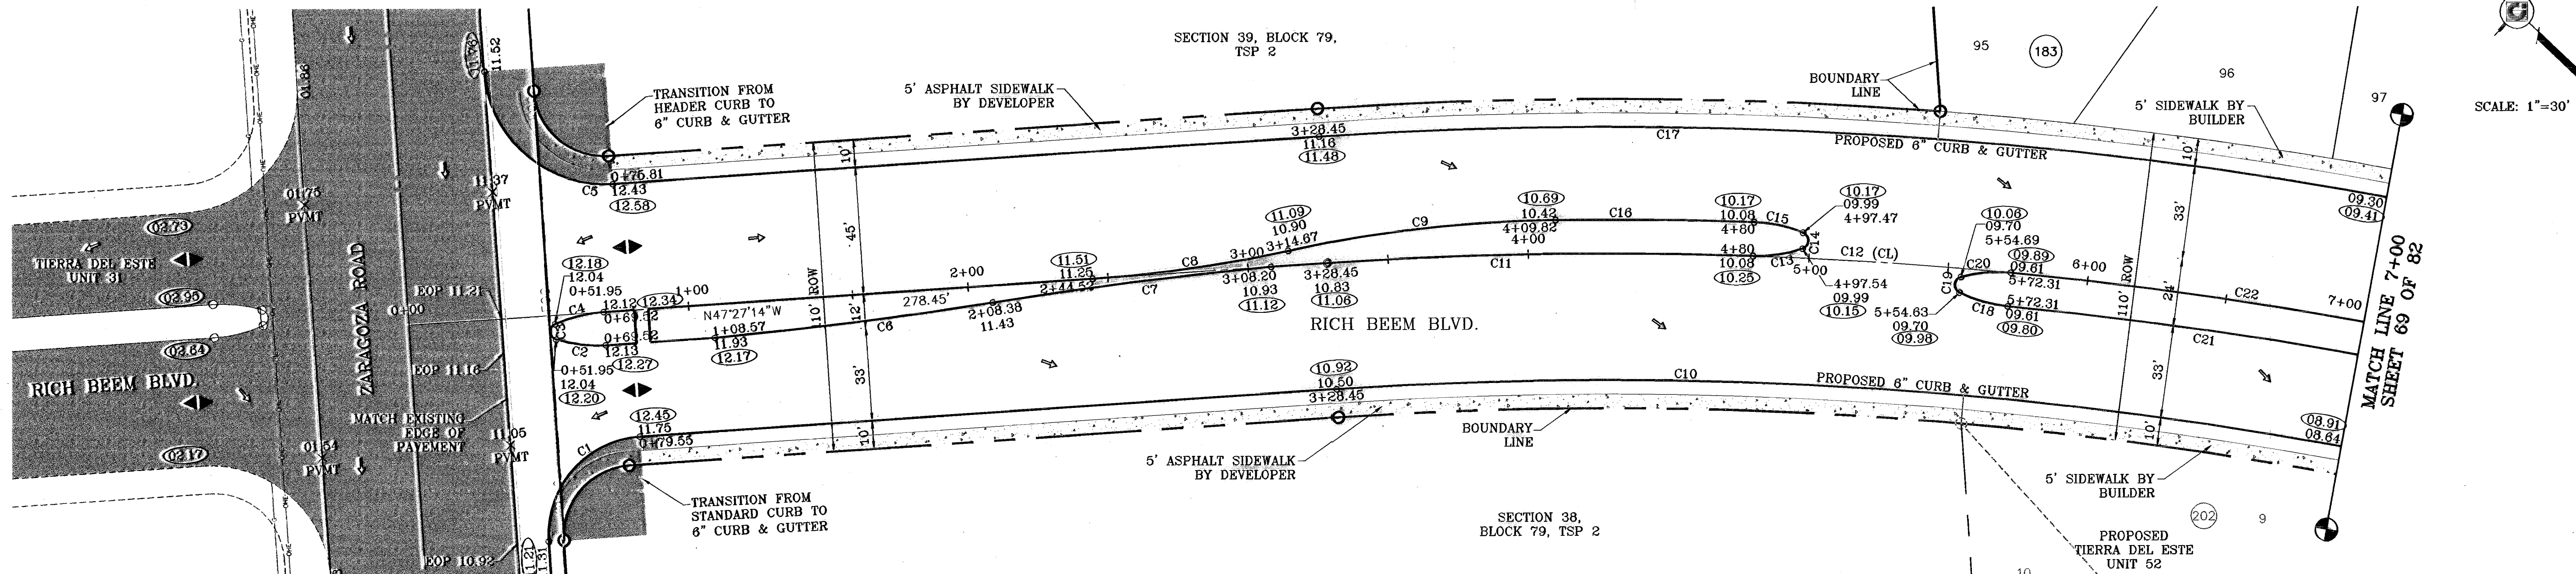 SECTION 39, BLOCK 79,
TSP 2
95
183
96
97
SCALE: 1"=30'
BOUNDARY
LINE
5' SIDEWALK BY
BUILDER
5' ASPHALT SIDEWALK
BY DEVELOPER
TRANSITION FROM
HEADER CURB TO
6" CURB & GUTTER
11.76
11.52
01.86
OHE
OHE
3+28.45
11.16
11.48
C17
PROPOSED 6" CURB & GUTTER
10'
10'
0+75.81
C5
12.43
12.58
01.75
PVMT
11.37
PVMT
02.73
TIERRA DEL ESTE
UNIT 31
02.95
ZARAGOZA ROAD
0+00
EOP 11.21
12.18
12.04
0+51.95
C4
12.12
12.34
0+69.52
1+00
N47°27'14"W
278.45'
2+00
110' ROW
45'
12'
11.51
11.25
2+44.52
C8
C7
11.09
10.90
3+14.67
3+00
3+08.20
10.93
11.12
3+28.45
10.83
11.06
C9
10.69
10.42
4+09.82
4+00
C16
C11
10.17
10.08
4+80
C15
10.17
09.99
4+97.47
C14
4+80
10.08
10.25
C13
5+00
C12 (CL)
4+97.54
09.99
10.15
10.06
09.70
5+54.69
C20
C19
09.89
09.61
5+72.31
6+00
110' ROW
33'
24'
C22
7+00
09.30
09.41
MATCH LINE 7+00
SHEET 69 OF 82
5+54.63
09.70
09.98
C18
5+72.31
09.61
09.80
C21
02.64
RICH BEEM BLVD.
EOP 11.16
C3
C2
0+69.52
12.13
12.27
0+51.95
12.04
12.20
1+08.57
11.93
12.17
C6
2+08.38
11.43
RICH BEEM BLVD.
33'
33'
10.92
10.50
3+28.45
C10
PROPOSED 6" CURB & GUTTER
MATCH EXISTING
EDGE OF
PAYEMENT
11.05
PVMT
12.45
11.75
0+79.55
C1
10'
10'
08.91
08.64
01.54
PVMT
02.17
BOUNDARY
LINE
5' ASPHALT SIDEWALK
BY DEVELOPER
5' SIDEWALK BY
BUILDER
TRANSITION FROM
STANDARD CURB TO
6" CURB & GUTTER
SECTION 38,
BLOCK 79, TSP 2
202
9
PROPOSED
TIERRA DEL ESTE
UNIT 52
EOP 10.92
11.21
11.31
OHE
10